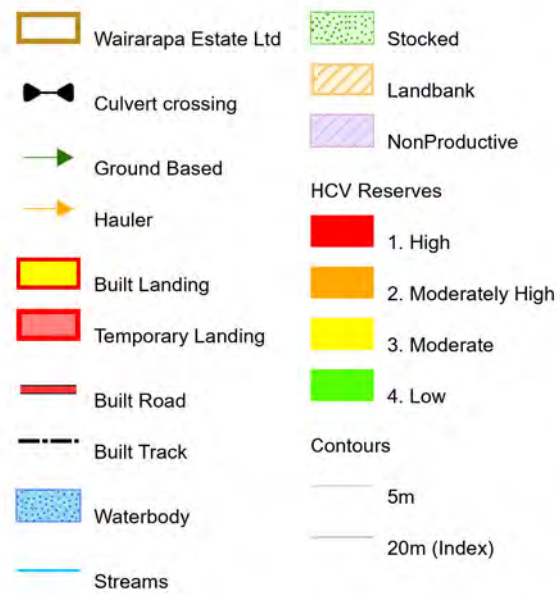 Wairarapa Estate Ltd
Culvert crossing
Ground Based
Hauler
Built Landing
Temporary Landing
Built Road
Built Track
Waterbody
Streams
Stocked
Landbank
NonProductive
HCV Reserves
1. High
2. Moderately High
3. Moderate
4. Low
Contours
5m
20m (Index)